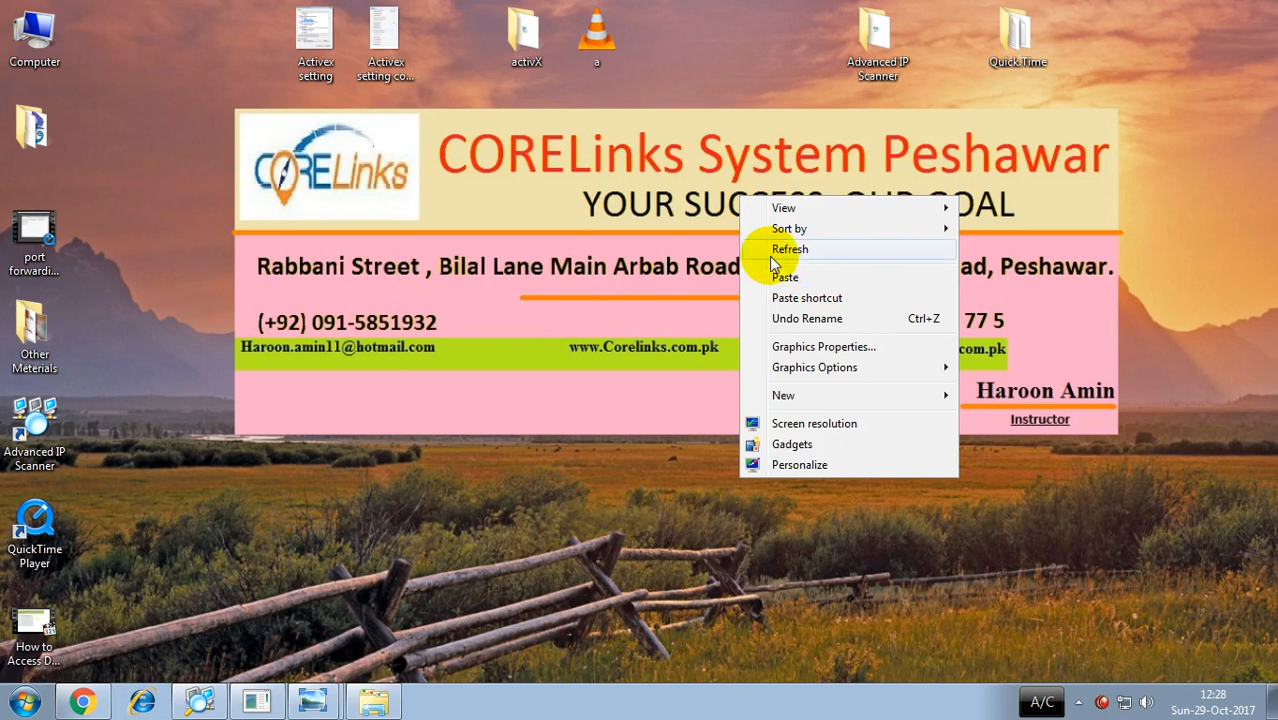 Computer
Activex
setting
Activex
setting co...
activX
a
Advanced IP
Scanner
Quick Time
CORELinks
CORELinks System Peshawar
YOUR SUCCESS, OUR GOAL
Rabbani Street , Bilal Lane Main Arbab Road
ad, Peshawar.
(+92) 091-5851932
77 5
Haroon.amin11@hotmail.com
www.Corelinks.com.pk
com.pk
Haroon Amin
Instructor
View
Sort by
Refresh
Paste
Paste shortcut
Undo Rename
Ctrl+Z
Graphics Properties...
Graphics Options
New
Screen resolution
Gadgets
Personalize
port
forwardi...
Other
Meterials
Advanced IP
Scanner
QuickTime
Player
How to
Access D...
A/C
12:28
Sun-29-Oct-2017